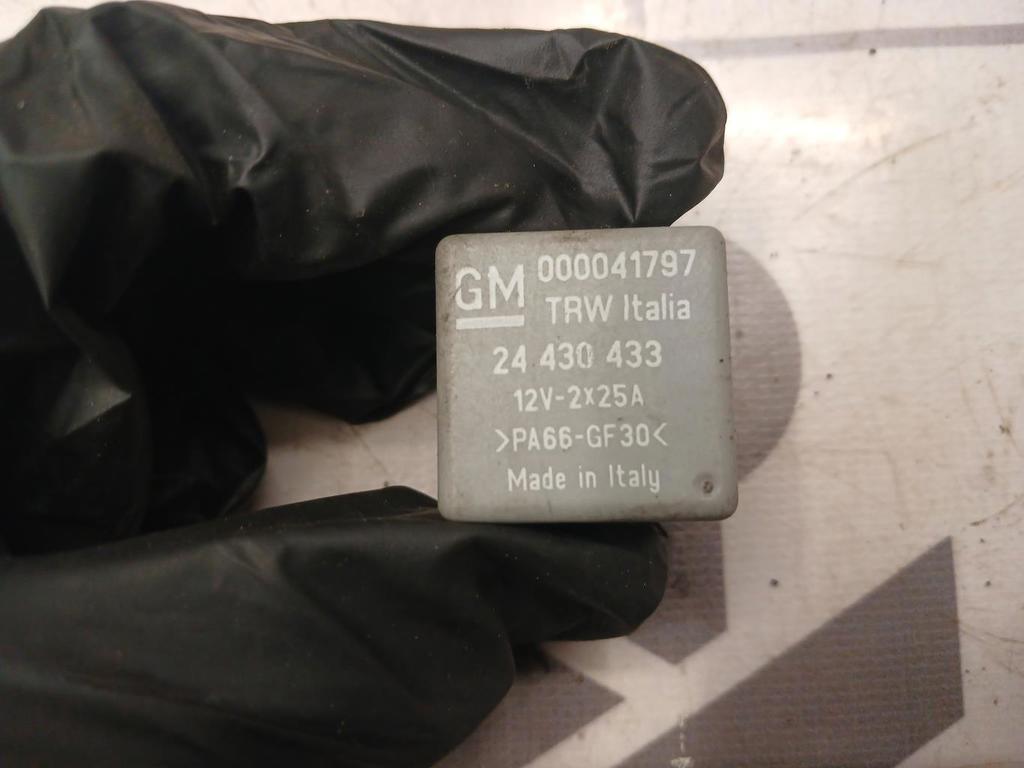 GM 000041797
TRW Italia
24 430 433
12V-2x25A
>PA66-GF30<
Made in Italy